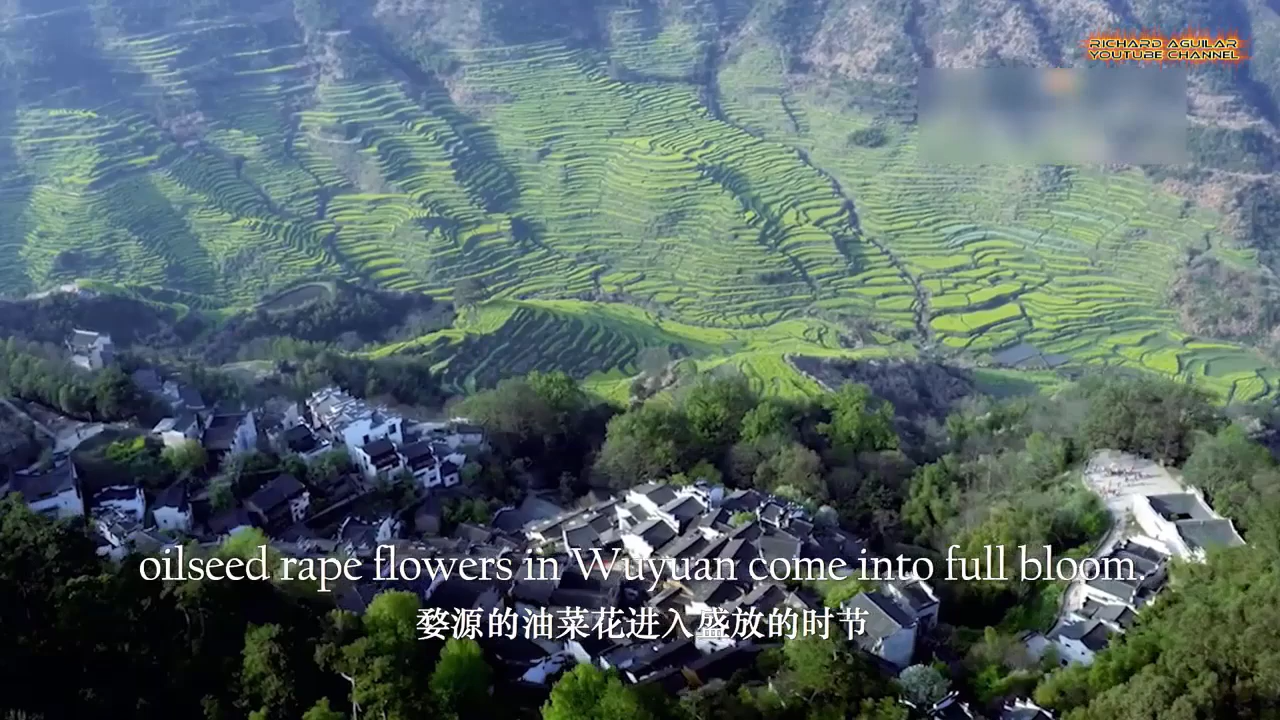 RICHARD AGUILAR
YOUTUBE CHANNEL
oilseed rape flowers in Wuyuan come into full bloom.
婺源的油菜花进入盛放的时节